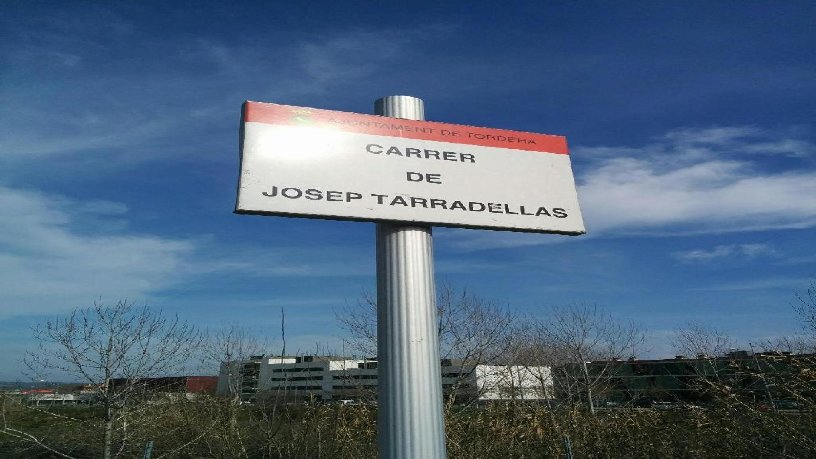 AJUNTAMENT DE TORDERA
CARRER
DE
JOSEP TARRADELLAS